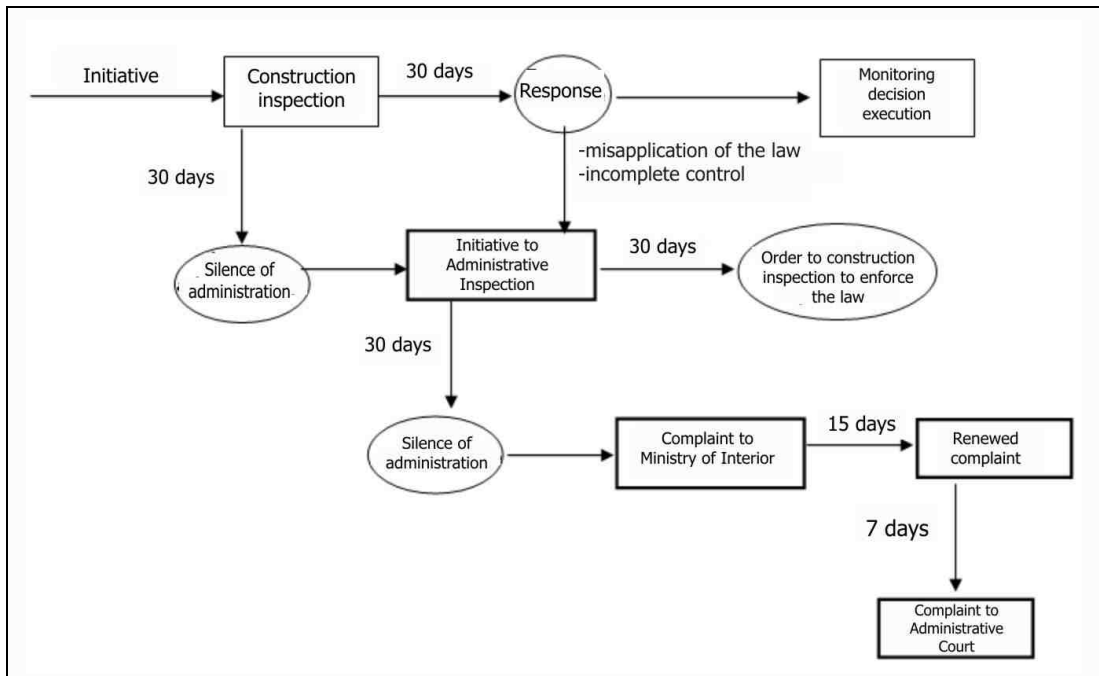 Initiative
Construction
inspection
30 days
Response
Monitoring
decision
execution
30 days
-misapplication of the law
-incomplete control
Silence of
administration
Initiative to
Administrative
Inspection
30 days
Order to construction
inspection to enforce
the law
30 days
Silence of
administration
Complaint to
Ministry of Interior
15 days
Renewed
complaint
7 days
Complaint to
Administrative
Court